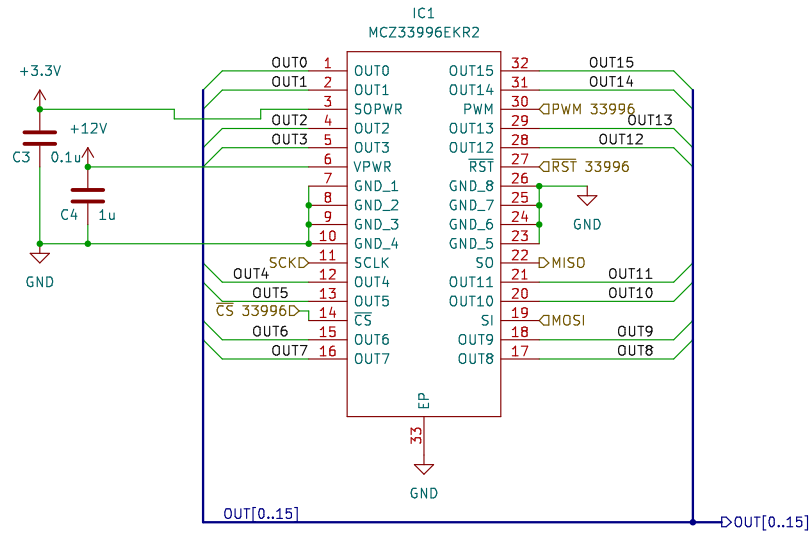 IC1
MCZ33996EKR2
+3.3V
C3
0.1u
+12V
C4
1u
GND
OUT0 1 OUT0
OUT1 2 OUT1
3 SOPWR
OUT2 4 OUT2
OUT3 5 OUT3
6 VPWR
7 GND_1
8 GND_2
9 GND_3
10 GND_4
SCK 11 SCLK
OUT4 12 OUT4
OUT5 13 OUT5
C̅S̅ 33996 14 C̅S̅
OUT6 15 OUT6
OUT7 16 OUT7
OUT15 32 OUT15
OUT14 31 OUT14
PWM 30 PWM 33996
OUT13 29 OUT13
OUT12 28 OUT12
R̅S̅T̅ 27 R̅S̅T̅ 33996
GND_8 26
GND_7 25
GND_6 24
GND_5 23
GND
SO 22 MISO
OUT11 21 OUT11
OUT10 20 OUT10
SI 19 MOSI
OUT9 18 OUT9
OUT8 17 OUT8
EP
33
GND
OUT[0..15]
OUT[0..15]